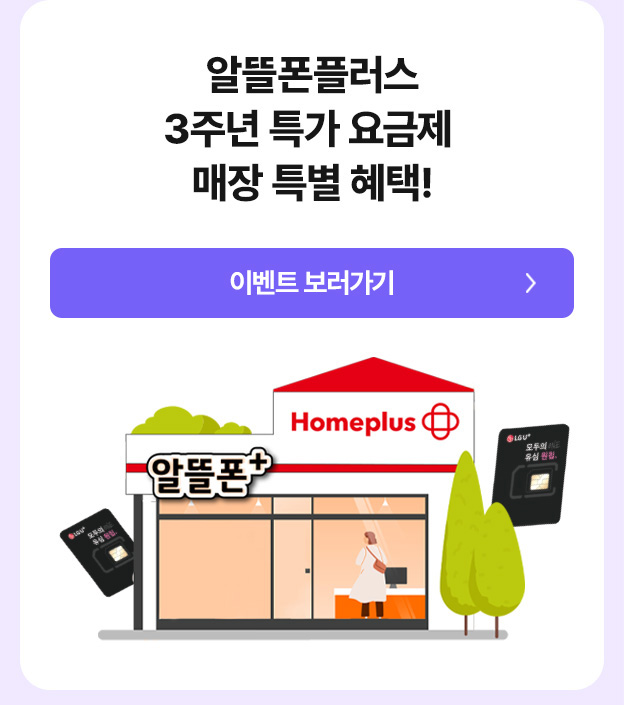 알뜰폰플러스
3주년 특가 요금제
매장 특별 혜택!
이벤트 보러가기
Homeplus
알뜰폰+
LG U+
모두의
유심 원칩.
LG U+
모두의
유심 원칩.